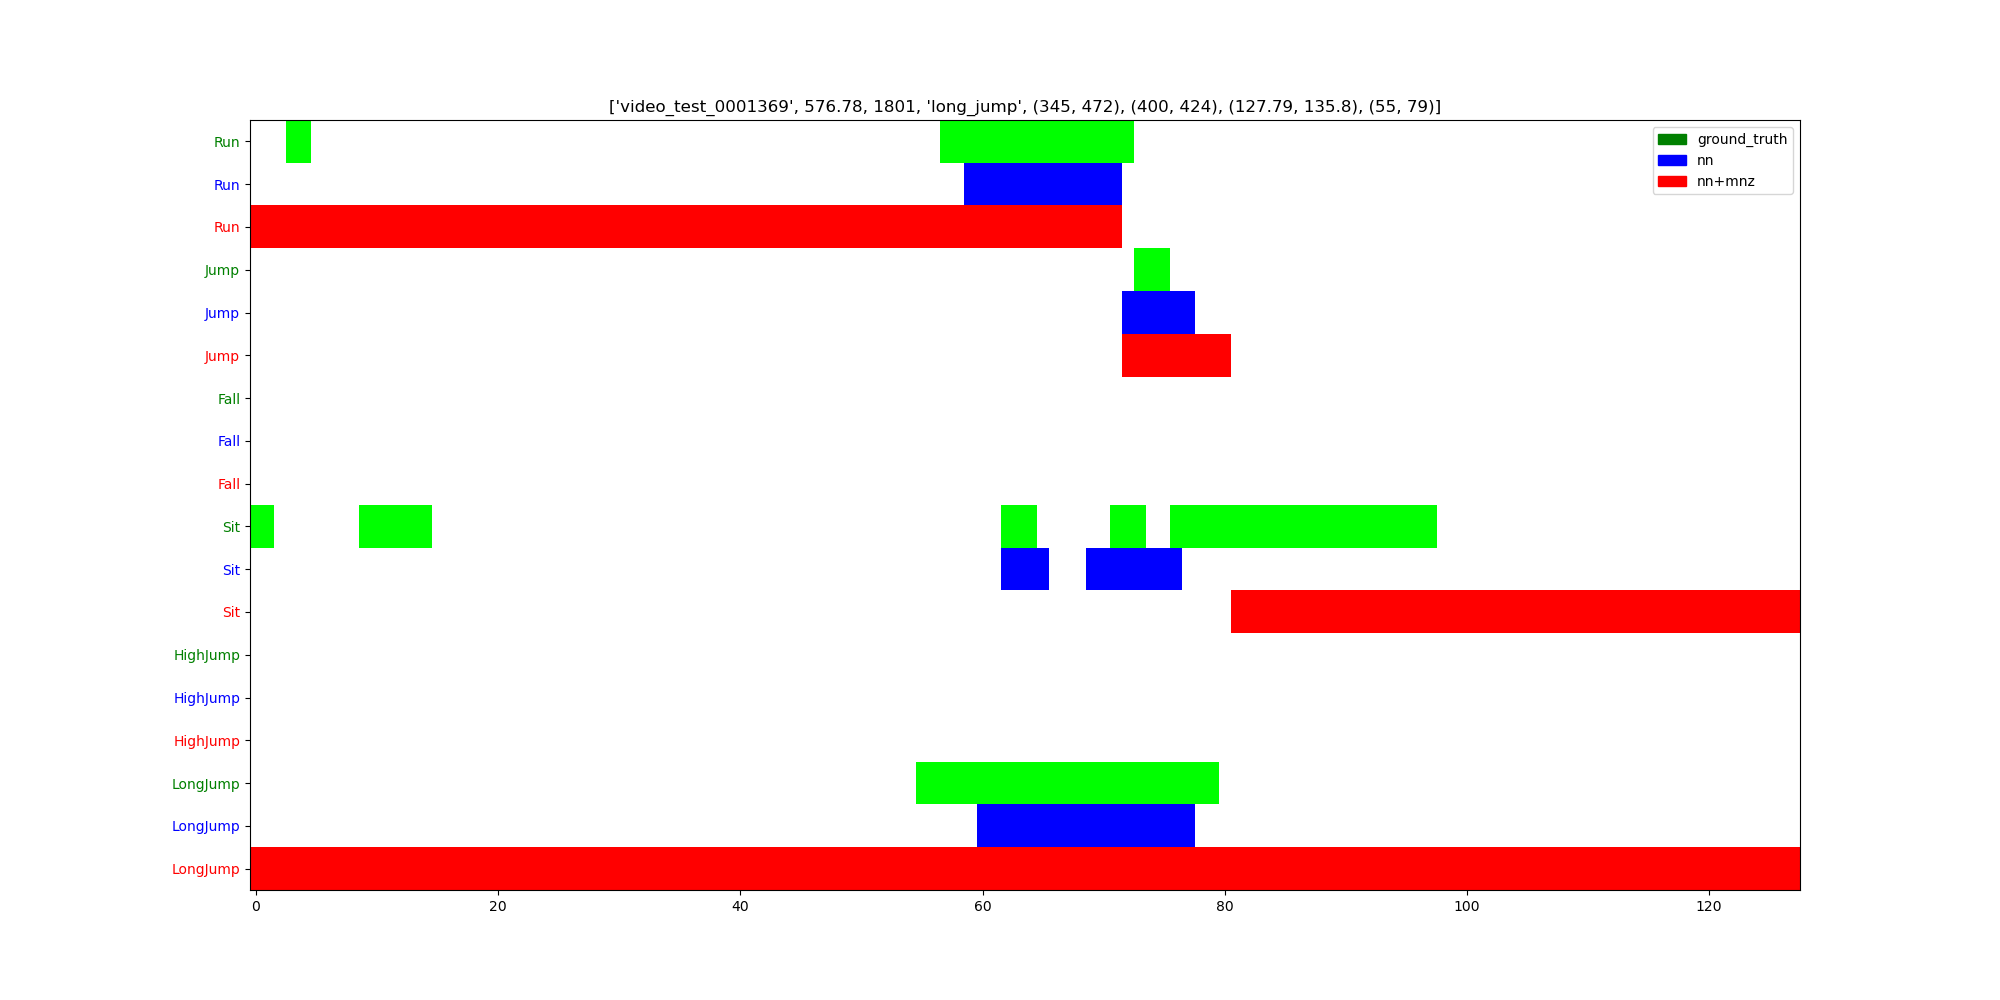 ['video_test_0001369', 576.78, 1801, 'long_jump', (345, 472), (400, 424), (127.79, 135.8), (55, 79)]
ground_truth
nn
nn+mnz
Run
Run
Run
Jump
Jump
Jump
Fall
Fall
Fall
Sit
Sit
Sit
HighJump
HighJump
HighJump
LongJump
LongJump
LongJump
0 20 40 60 80 100 120